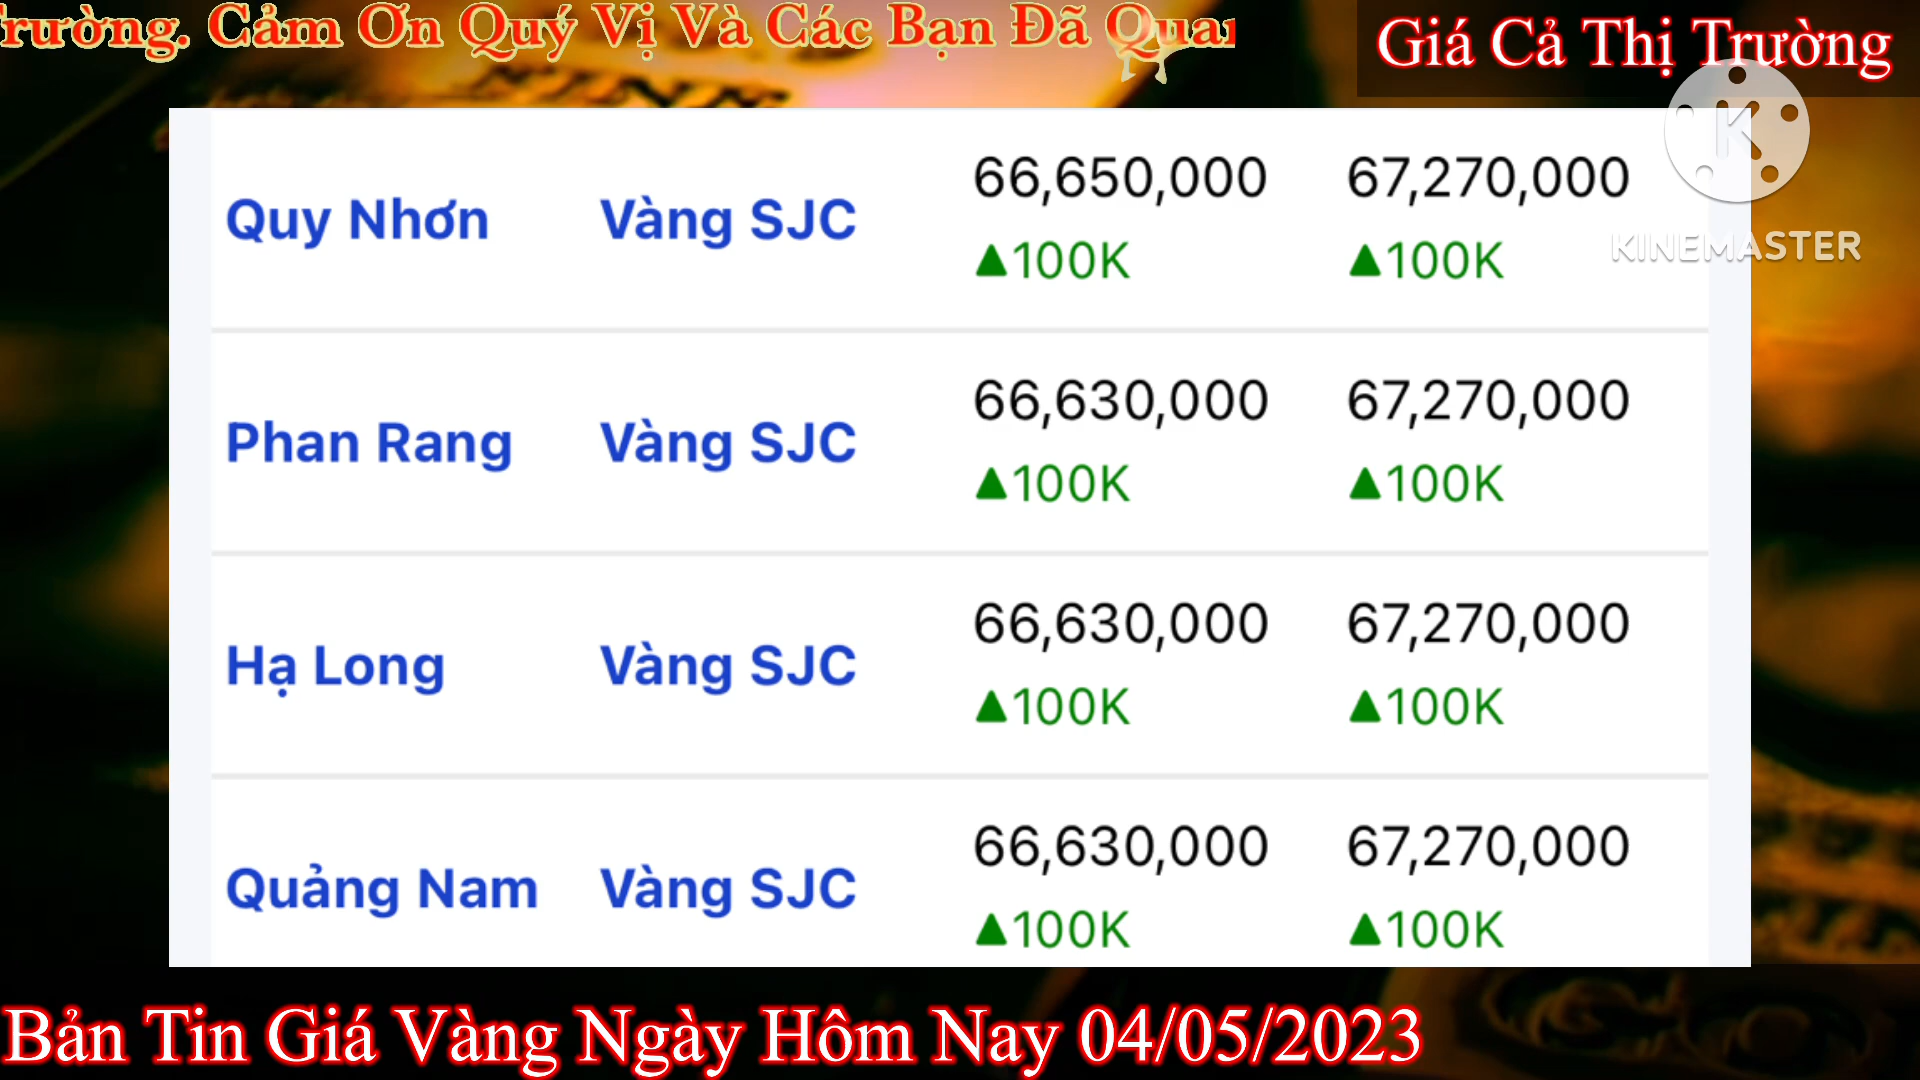 rường. Cảm Ơn Quý Vị Và Các Bạn Đã Quan
Giá Cả Thị Trường
K
KINEMASTER
Quy Nhơn Vàng SJC 66,650,000 67,270,000
▲100K ▲100K
Phan Rang Vàng SJC 66,630,000 67,270,000
▲100K ▲100K
Hạ Long Vàng SJC 66,630,000 67,270,000
▲100K ▲100K
Quảng Nam Vàng SJC 66,630,000 67,270,000
▲100K ▲100K
Bản Tin Giá Vàng Ngày Hôm Nay 04/05/2023